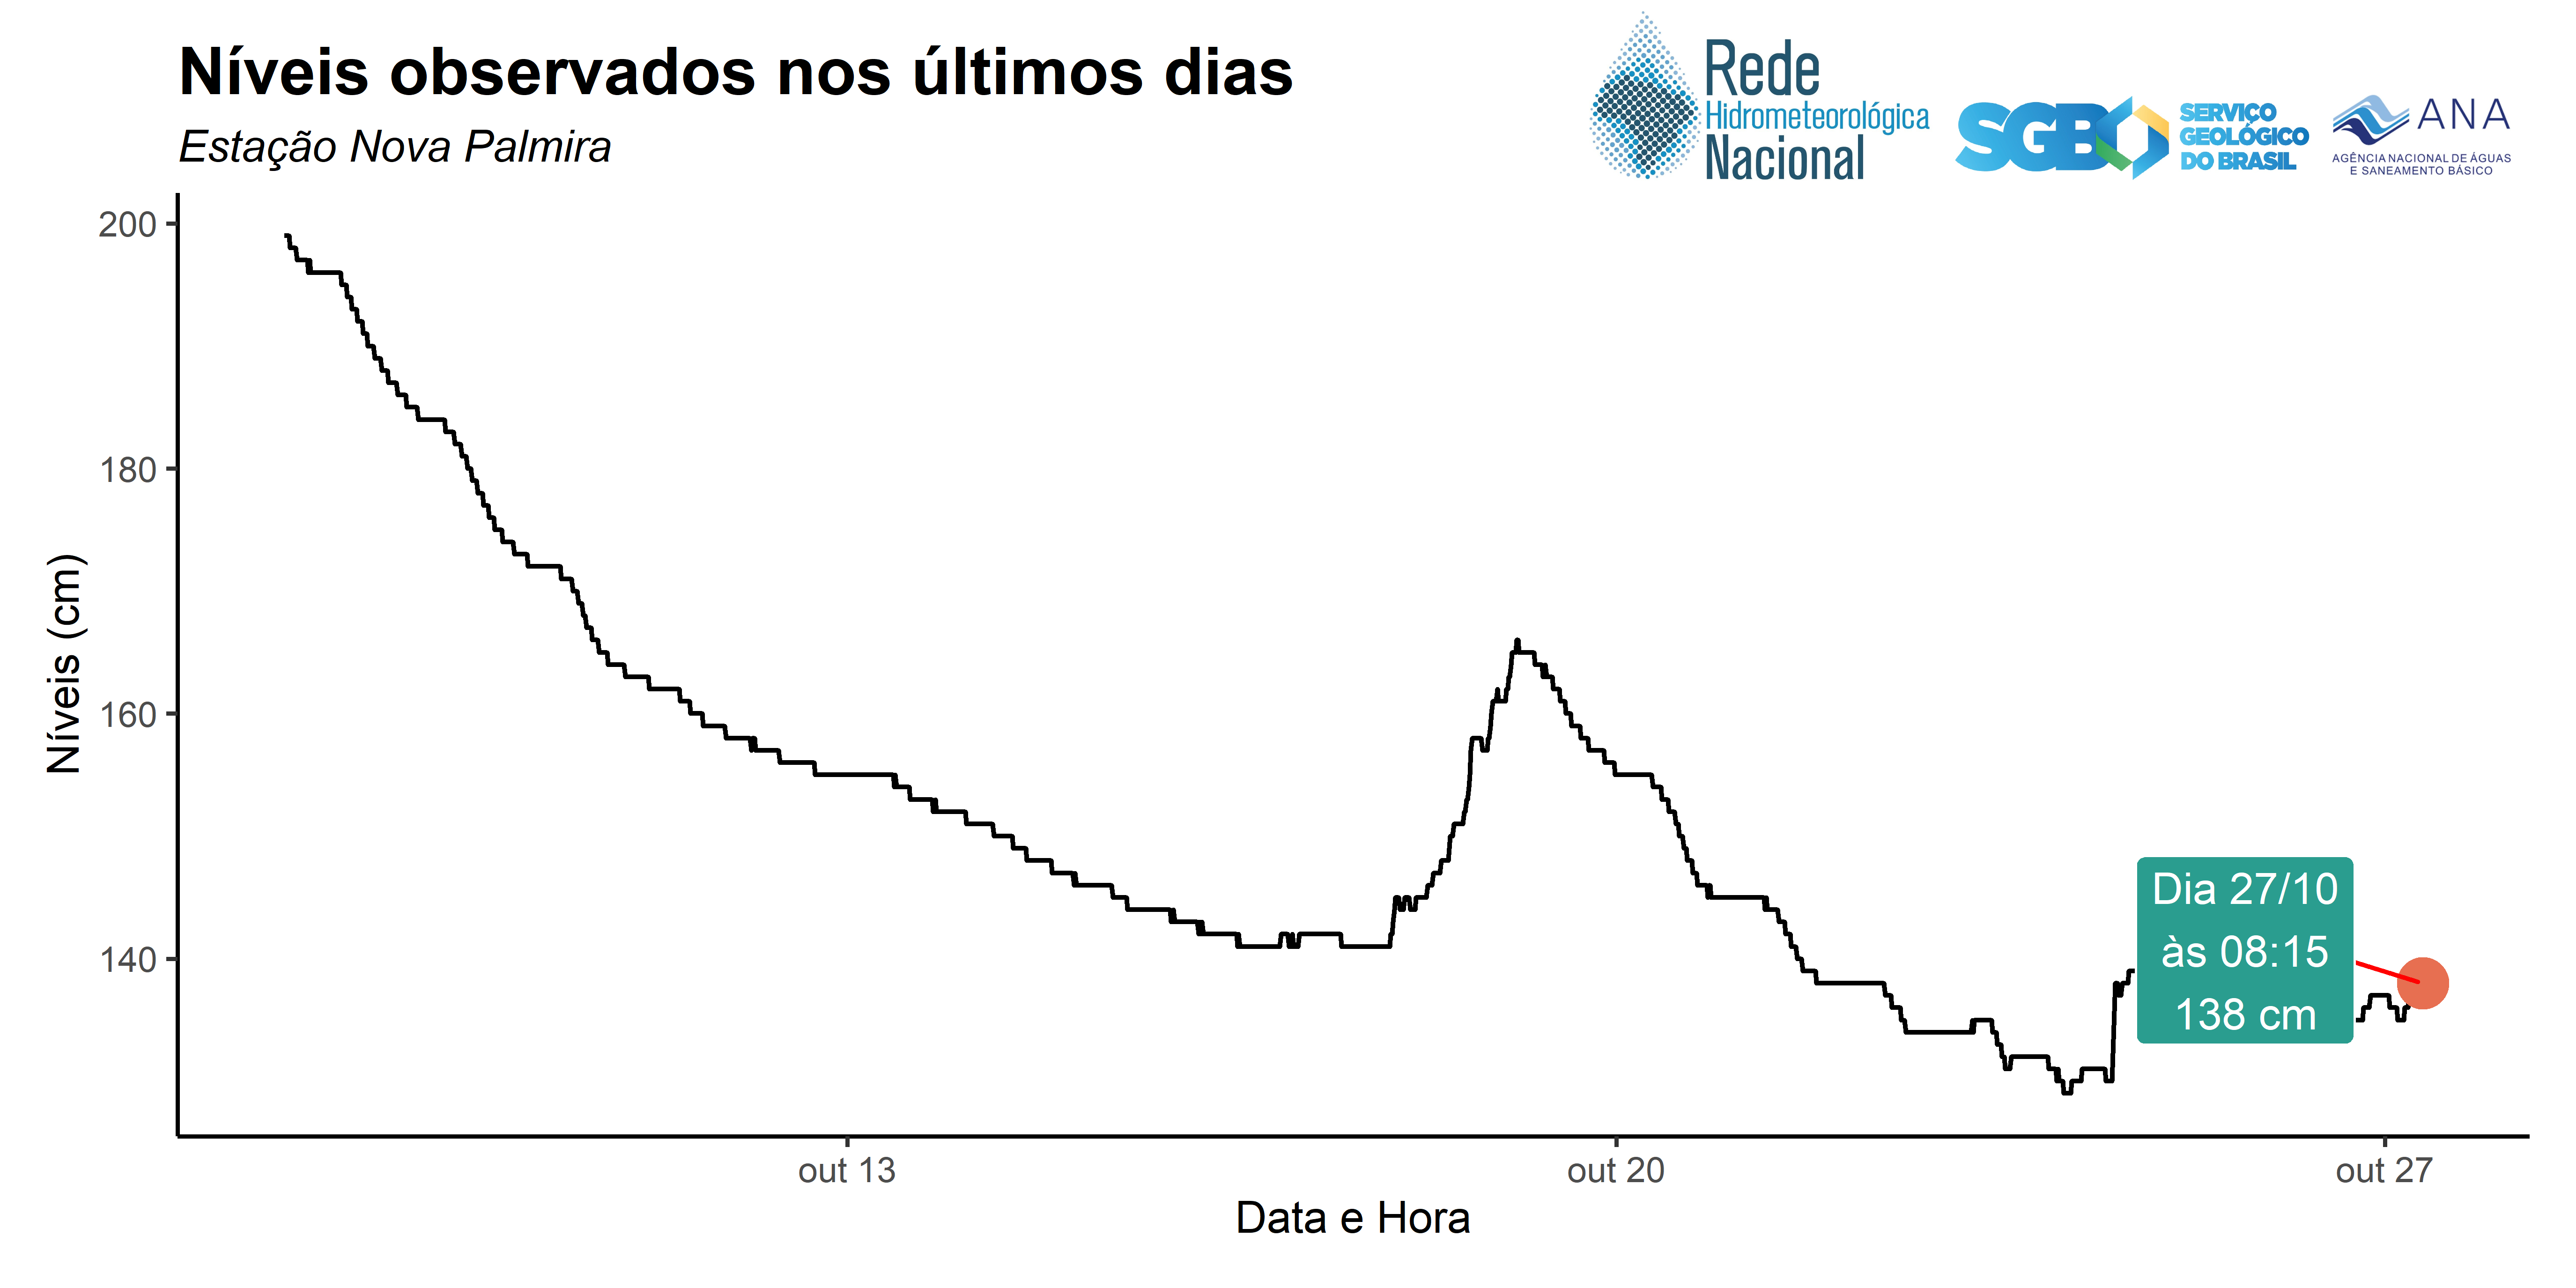 Níveis observados nos últimos dias
Estação Nova Palmira
Rede
Hidrometeorológica
Nacional
SGB
SERVIÇO
GEOLÓGICO
DO BRASIL
ANA
AGÊNCIA NACIONAL DE ÁGUAS
E SANEAMENTO BÁSICO
Níveis (cm)
200
180
160
140
Dia 27/10
às 08:15
138 cm
out 13
out 20
out 27
Data e Hora